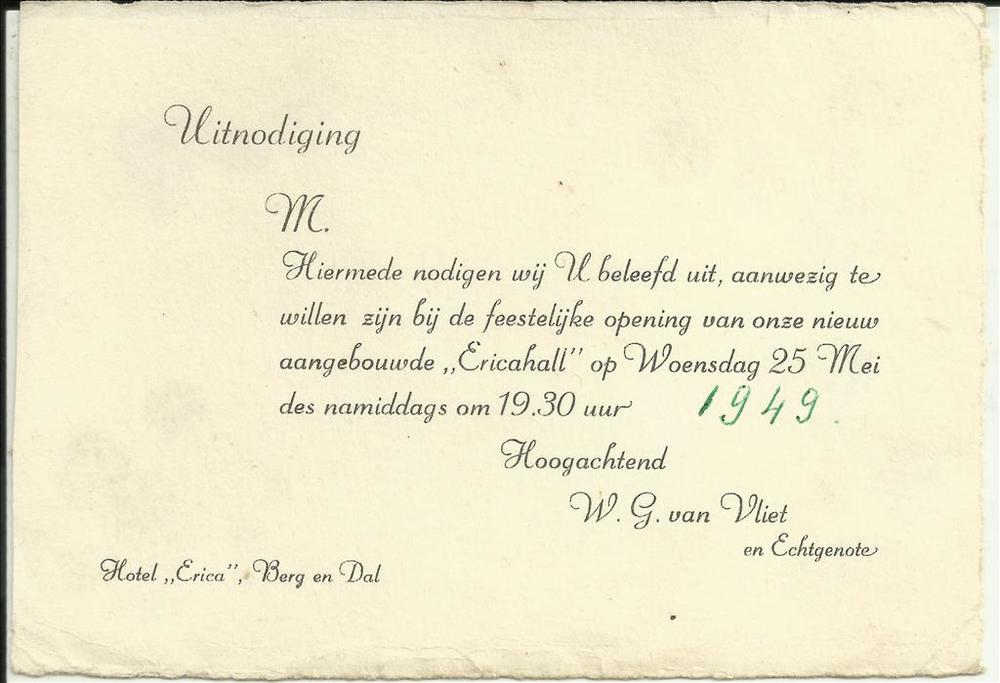 Uitnodiging
M.
Hiermede nodigen wij U beleefd uit, aanwezig te
willen zijn bij de feestelijke opening van onze nieuw
aangebouwde „Ericahall” op Woensdag 25 Mei
des namiddags om 19.30 uur 1949.
Hoogachtend
W. G. van Vliet
en Echtgenote
Hotel „Erica”, Berg en Dal